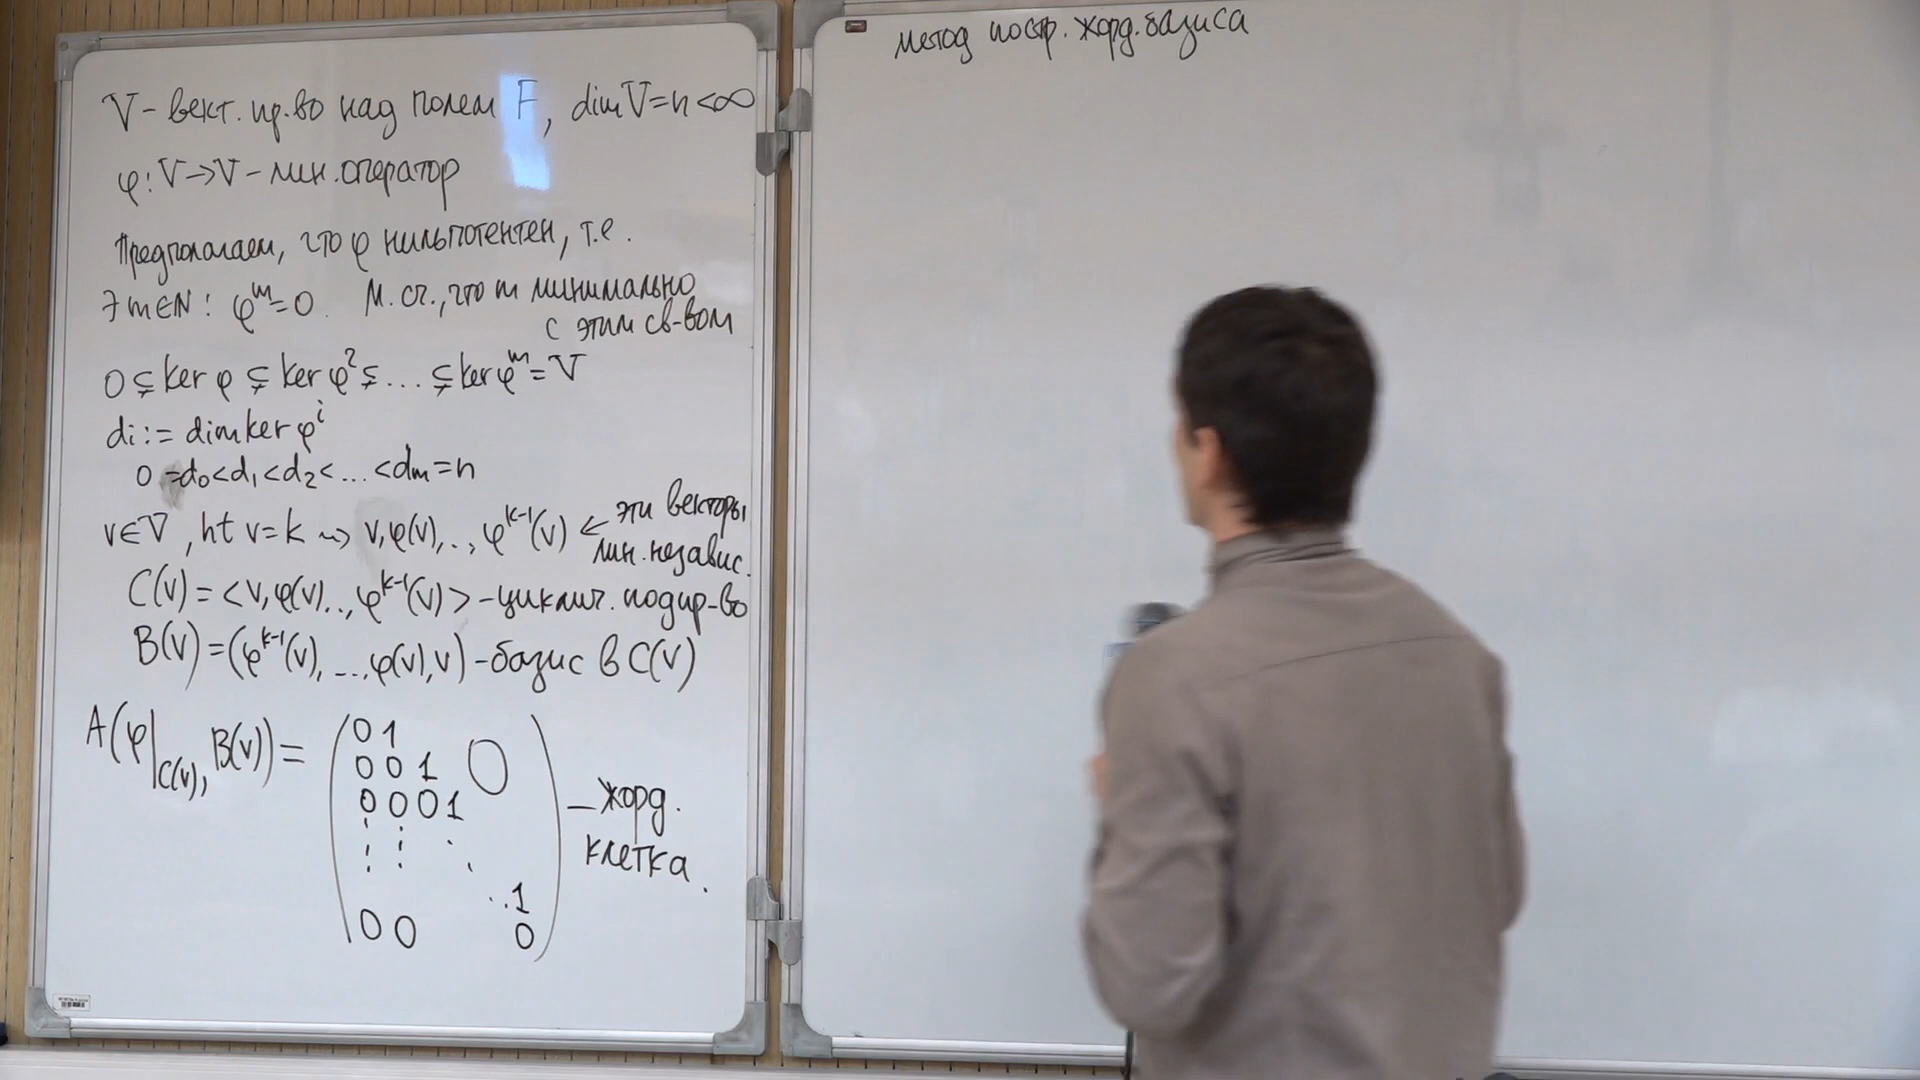 V - вект. пр.во над полем F, dim V = n < ∞
φ: V → V - лин. оператор
Предполагаем, что φ нильпотентен, т.е.
∃ m ∈ ℕ : φ^m = 0. М. сч., что m минимально
с этим св-вом
0 ⊊ ker φ ⊊ ker φ² ⊊ ... ⊊ ker φ^m = V
di := dim ker φ^i
0 = d₀ < d₁ < d₂ < ... < dm = n
v ∈ V, ht v = k ⇝ v, φ(v), .., φ^{k-1}(v) ← эти векторы
лин. независ.
C(v) = < v, φ(v).., φ^{k-1}(v) > - циклич. подпр-во
B(v) = (φ^{k-1}(v), ... φ(v), v) - базис в C(v)
A(φ|_{C(v)}, B(v)) =
0 1
0 0 1 0
0 0 0 1
⋮ ⋮ ⋱
.. 1
0 0 0
— жорд.
клетка.
метод постр. жорд. базиса